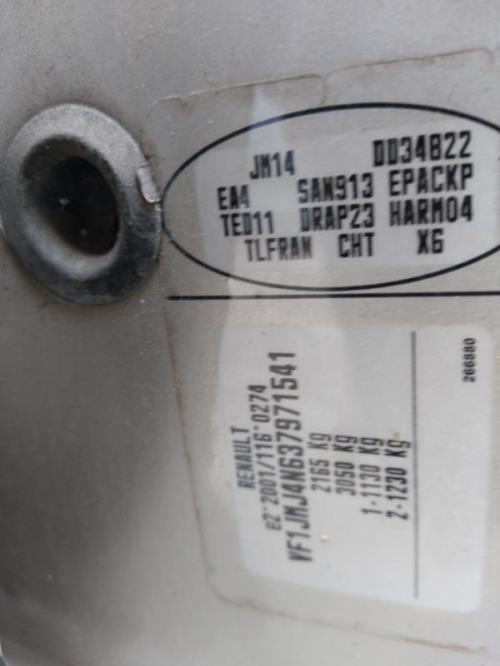 JM14 DD34822
EA4 SAN913 EPACKP
TED11 DRAP23 HARM04
TLFRAN CHT X6
RENAULT
e2*2001/116*0274
VF1JMJ4N637971541
2165 Kg
3050 Kg
1-1130 Kg
2-1230 Kg
266880